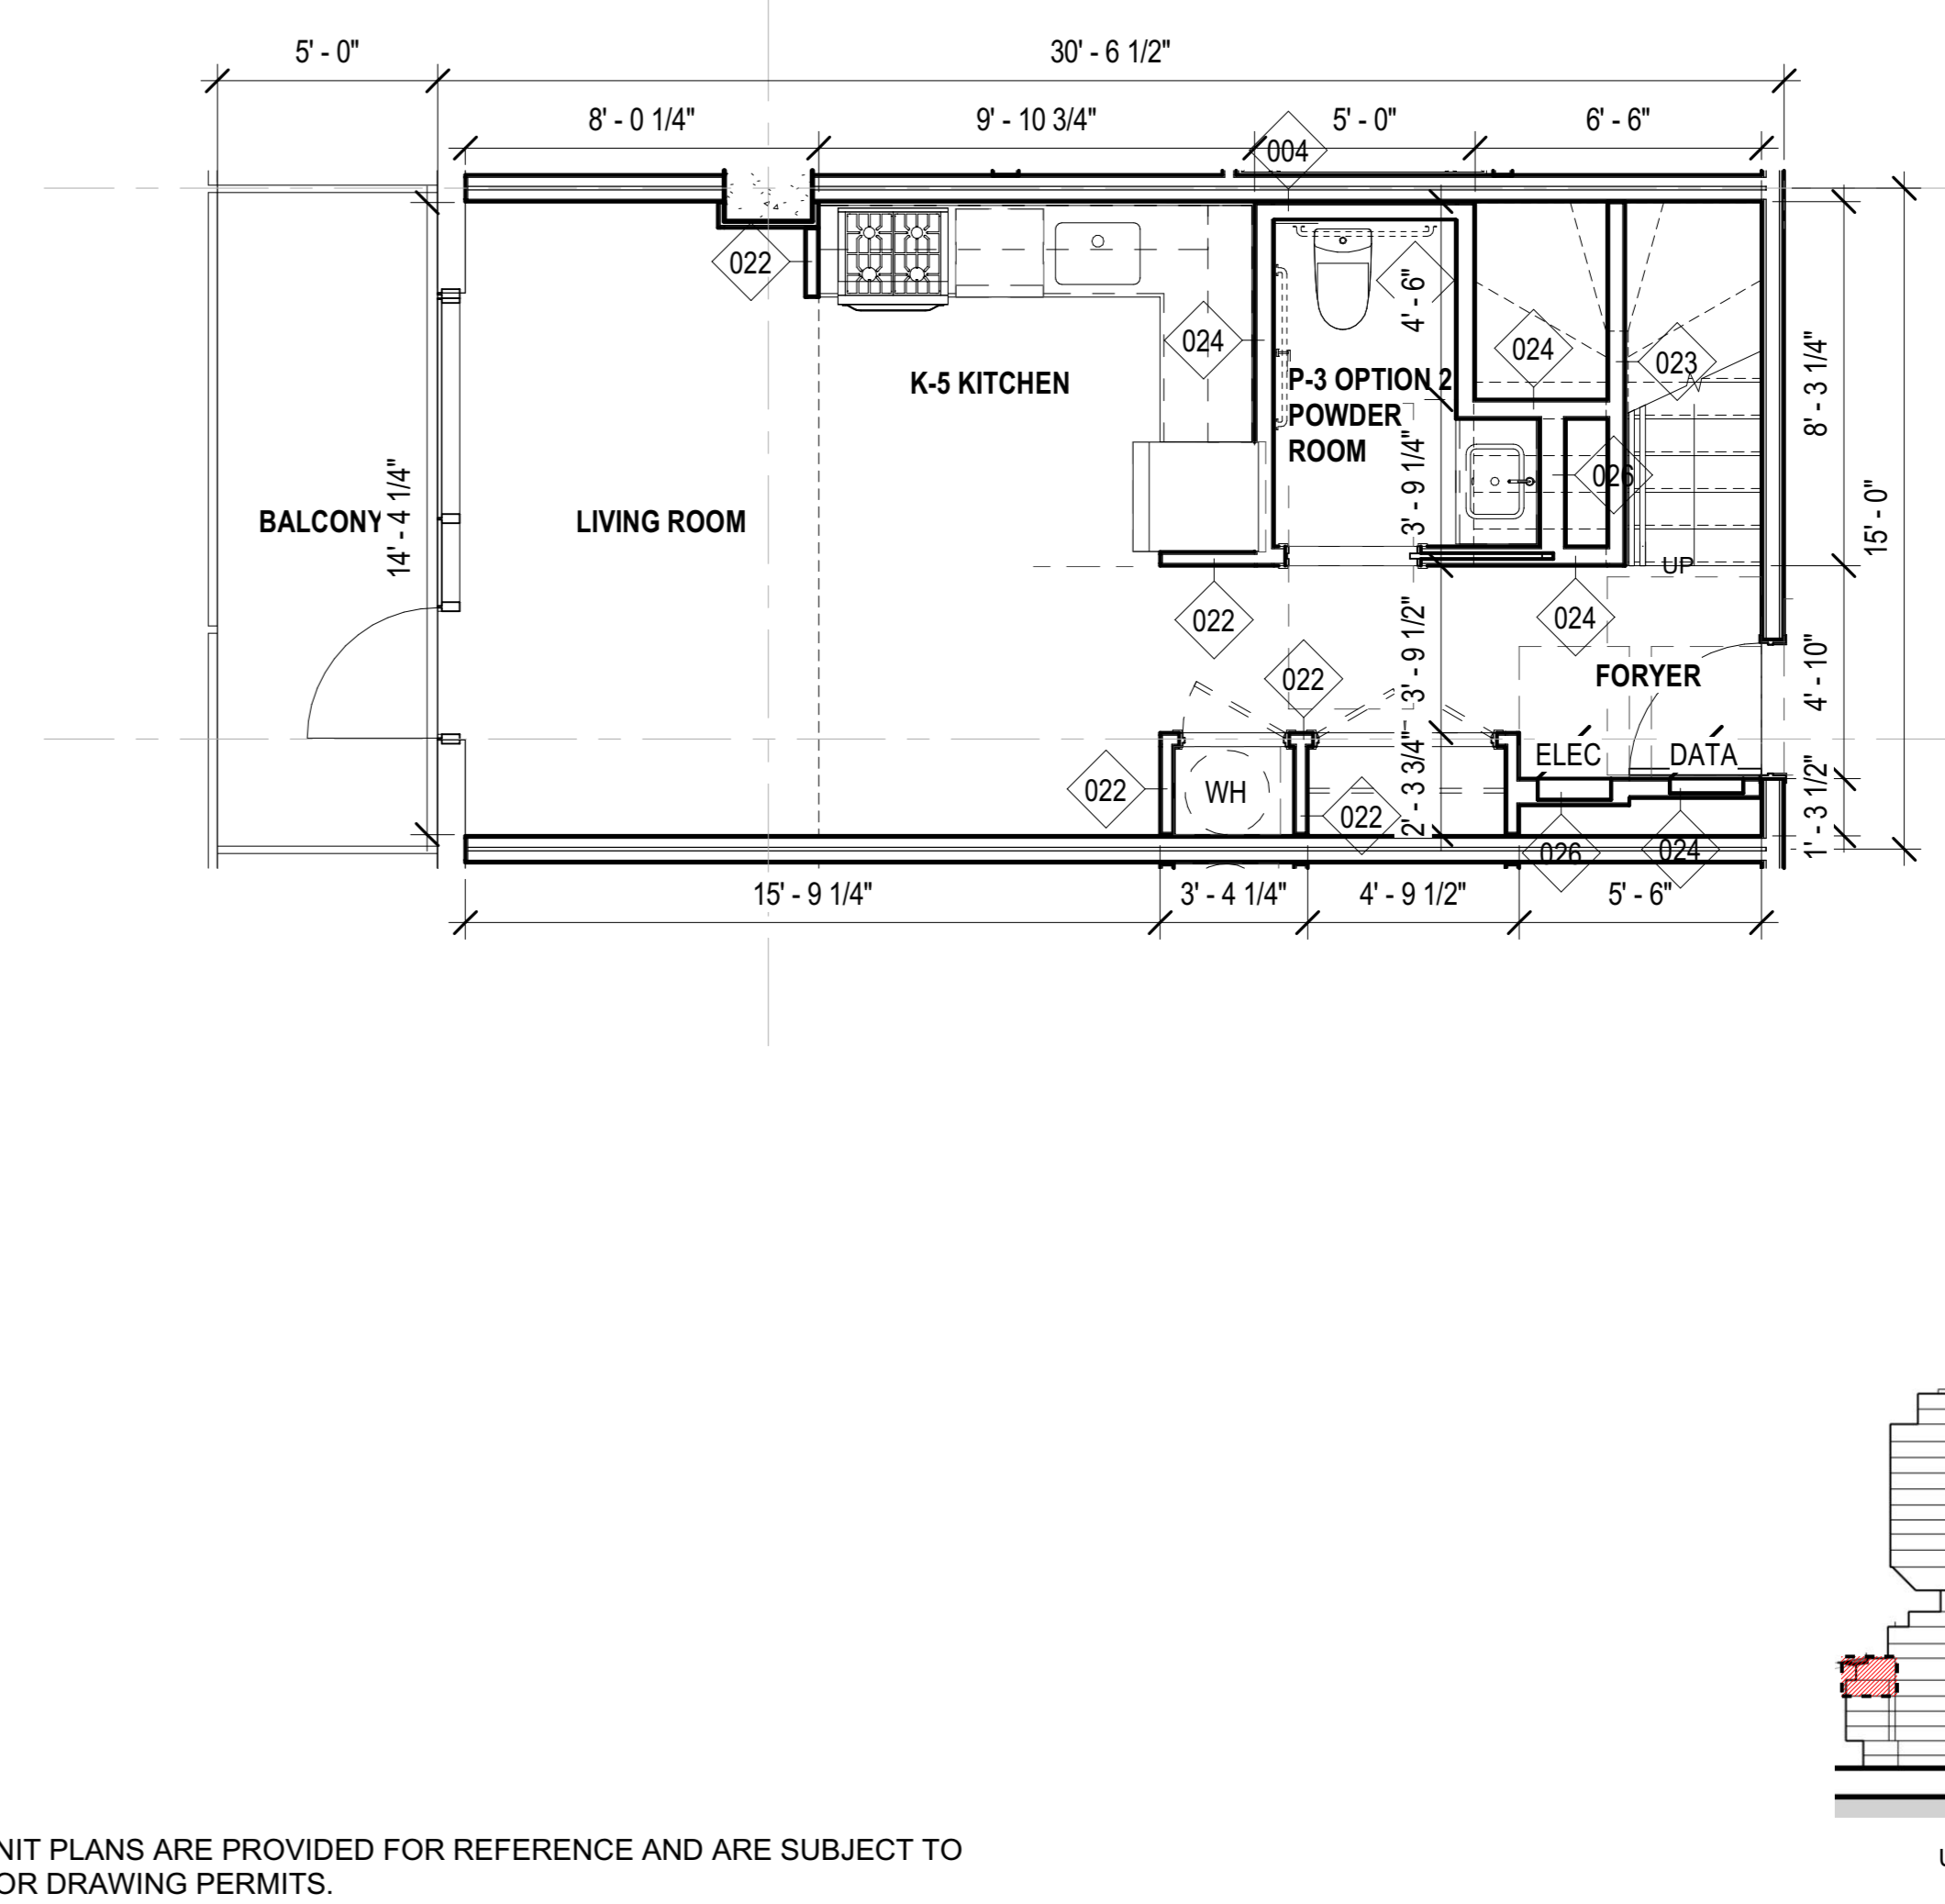 5' - 0"
30' - 6 1/2"
8' - 0 1/4"
9' - 10 3/4"
5' - 0"
6' - 6"
004
022
024
4' - 6"
024
023
8' - 3 1/4"
K-5 KITCHEN
P-3 OPTION 2
POWDER
ROOM
3' - 9 1/4"
026
15' - 0"
BALCONY
14' - 4 1/4"
LIVING ROOM
UP
022
024
3' - 9 1/2"
4' - 10"
022
FORYER
ELEC
DATA
022
WH
022
2' - 3 3/4"
1' - 3 1/2"
026
024
15' - 9 1/4"
3' - 4 1/4"
4' - 9 1/2"
5' - 6"
NIT PLANS ARE PROVIDED FOR REFERENCE AND ARE SUBJECT TO
OR DRAWING PERMITS.